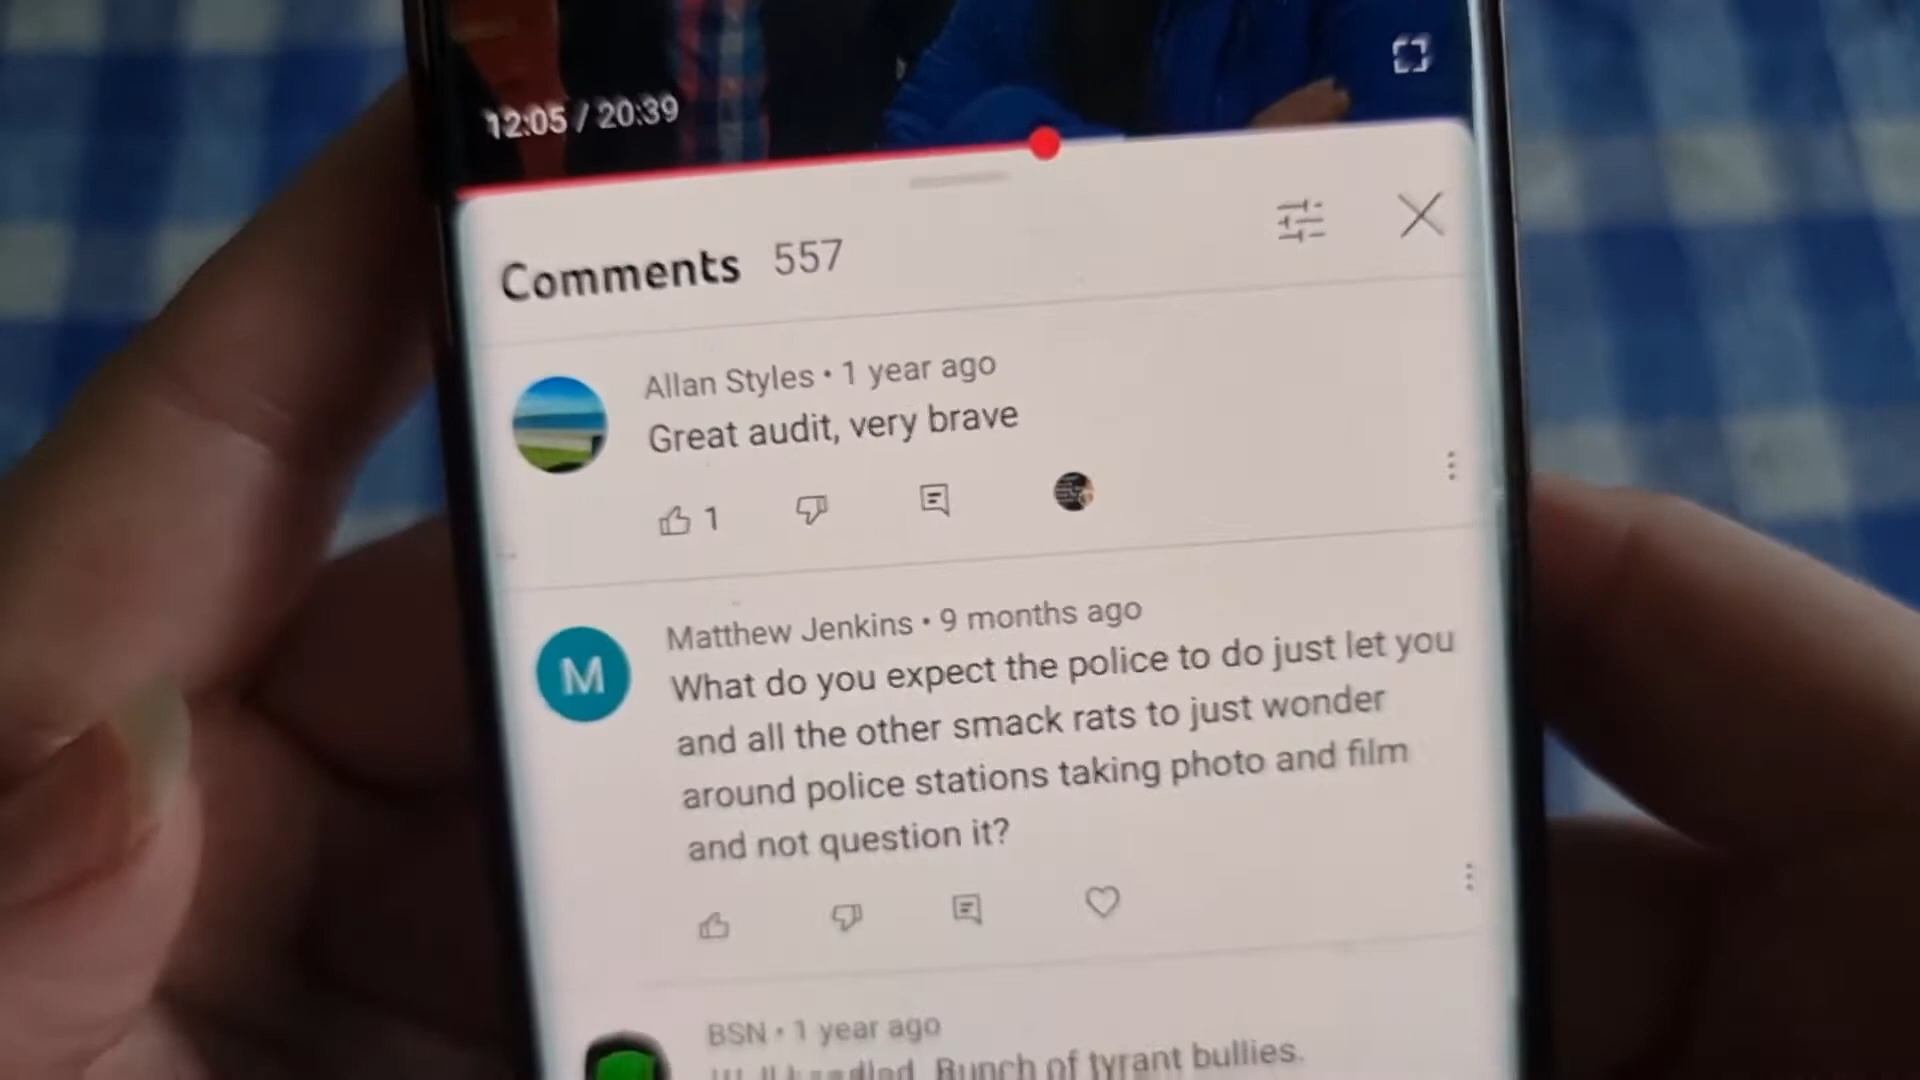 12:05 / 20:39
Comments 557
Allan Styles • 1 year ago
Great audit, very brave
1
M
Matthew Jenkins • 9 months ago
What do you expect the police to do just let you
and all the other smack rats to just wonder
around police stations taking photo and film
and not question it?
BSN • 1 year ago
Bunch of tyrant bullies.